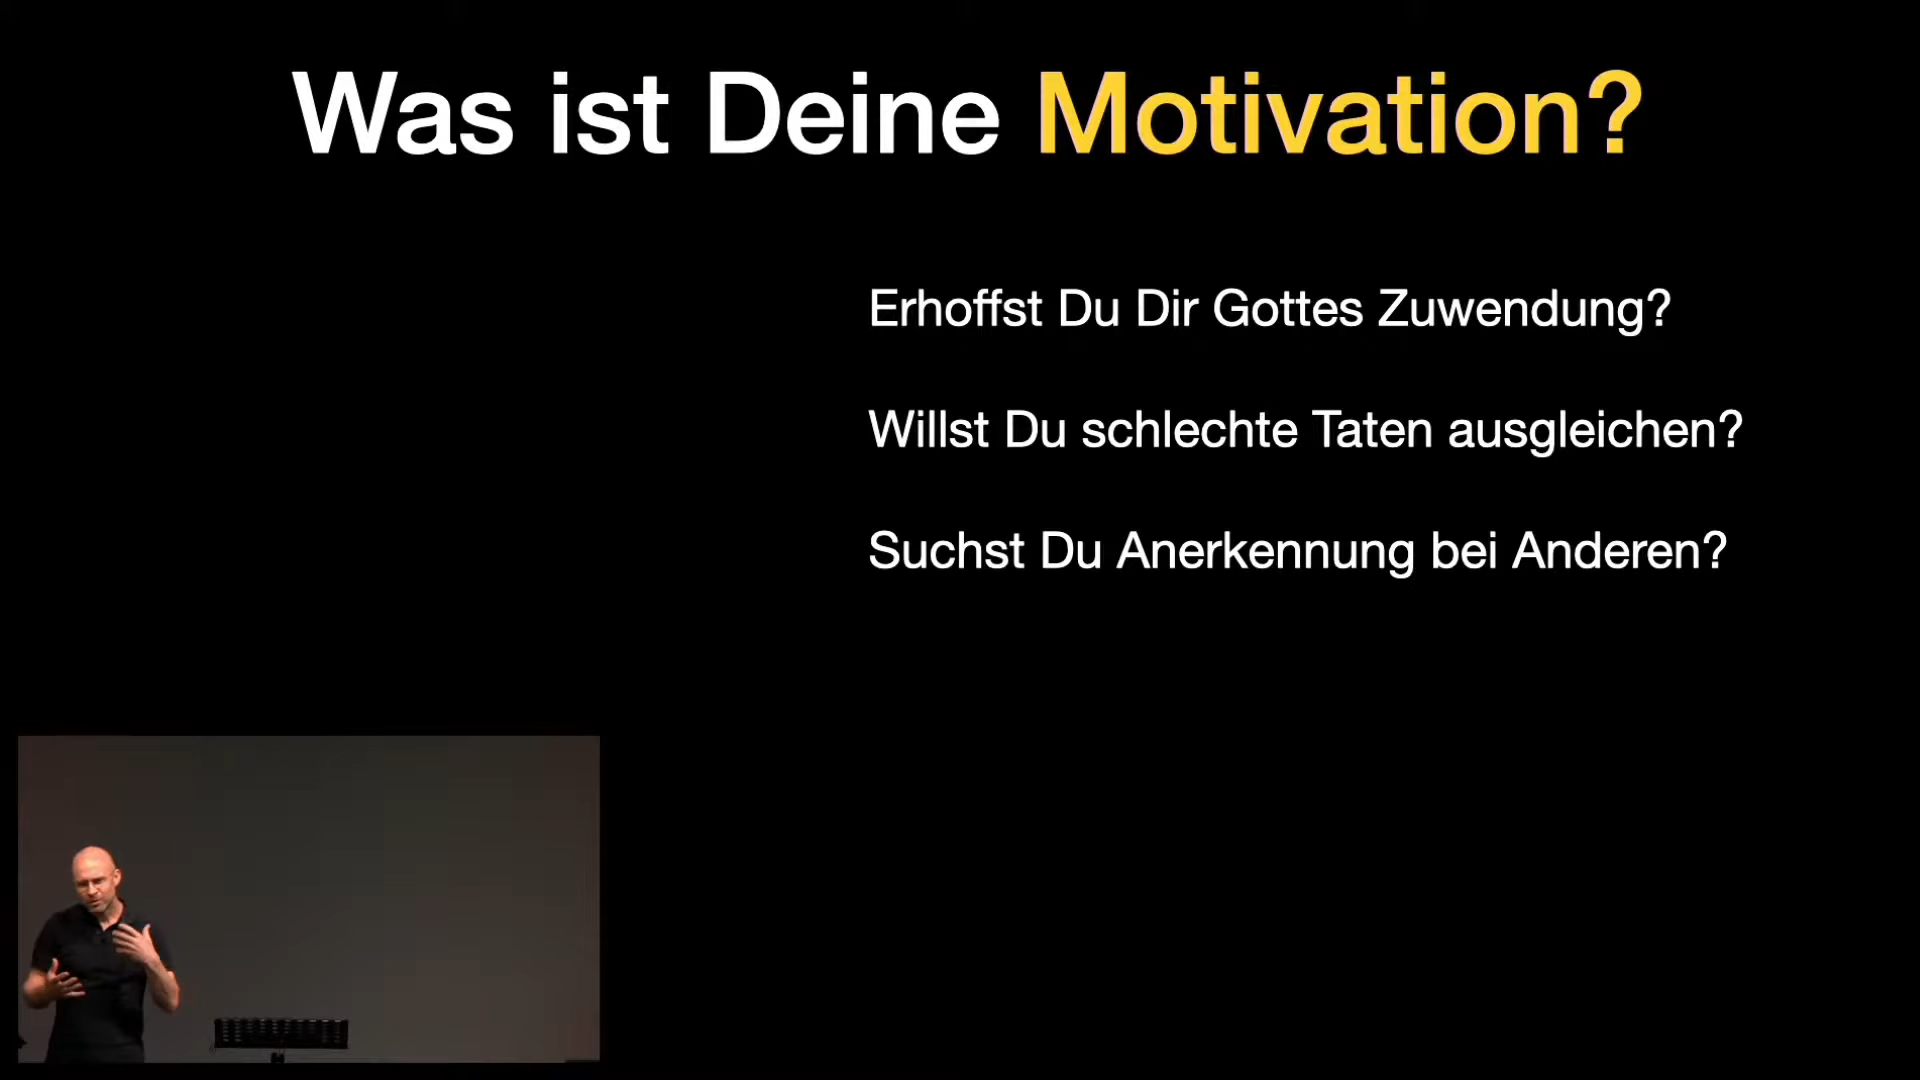 Was ist Deine Motivation?
Erhoffst Du Dir Gottes Zuwendung?
Willst Du schlechte Taten ausgleichen?
Suchst Du Anerkennung bei Anderen?